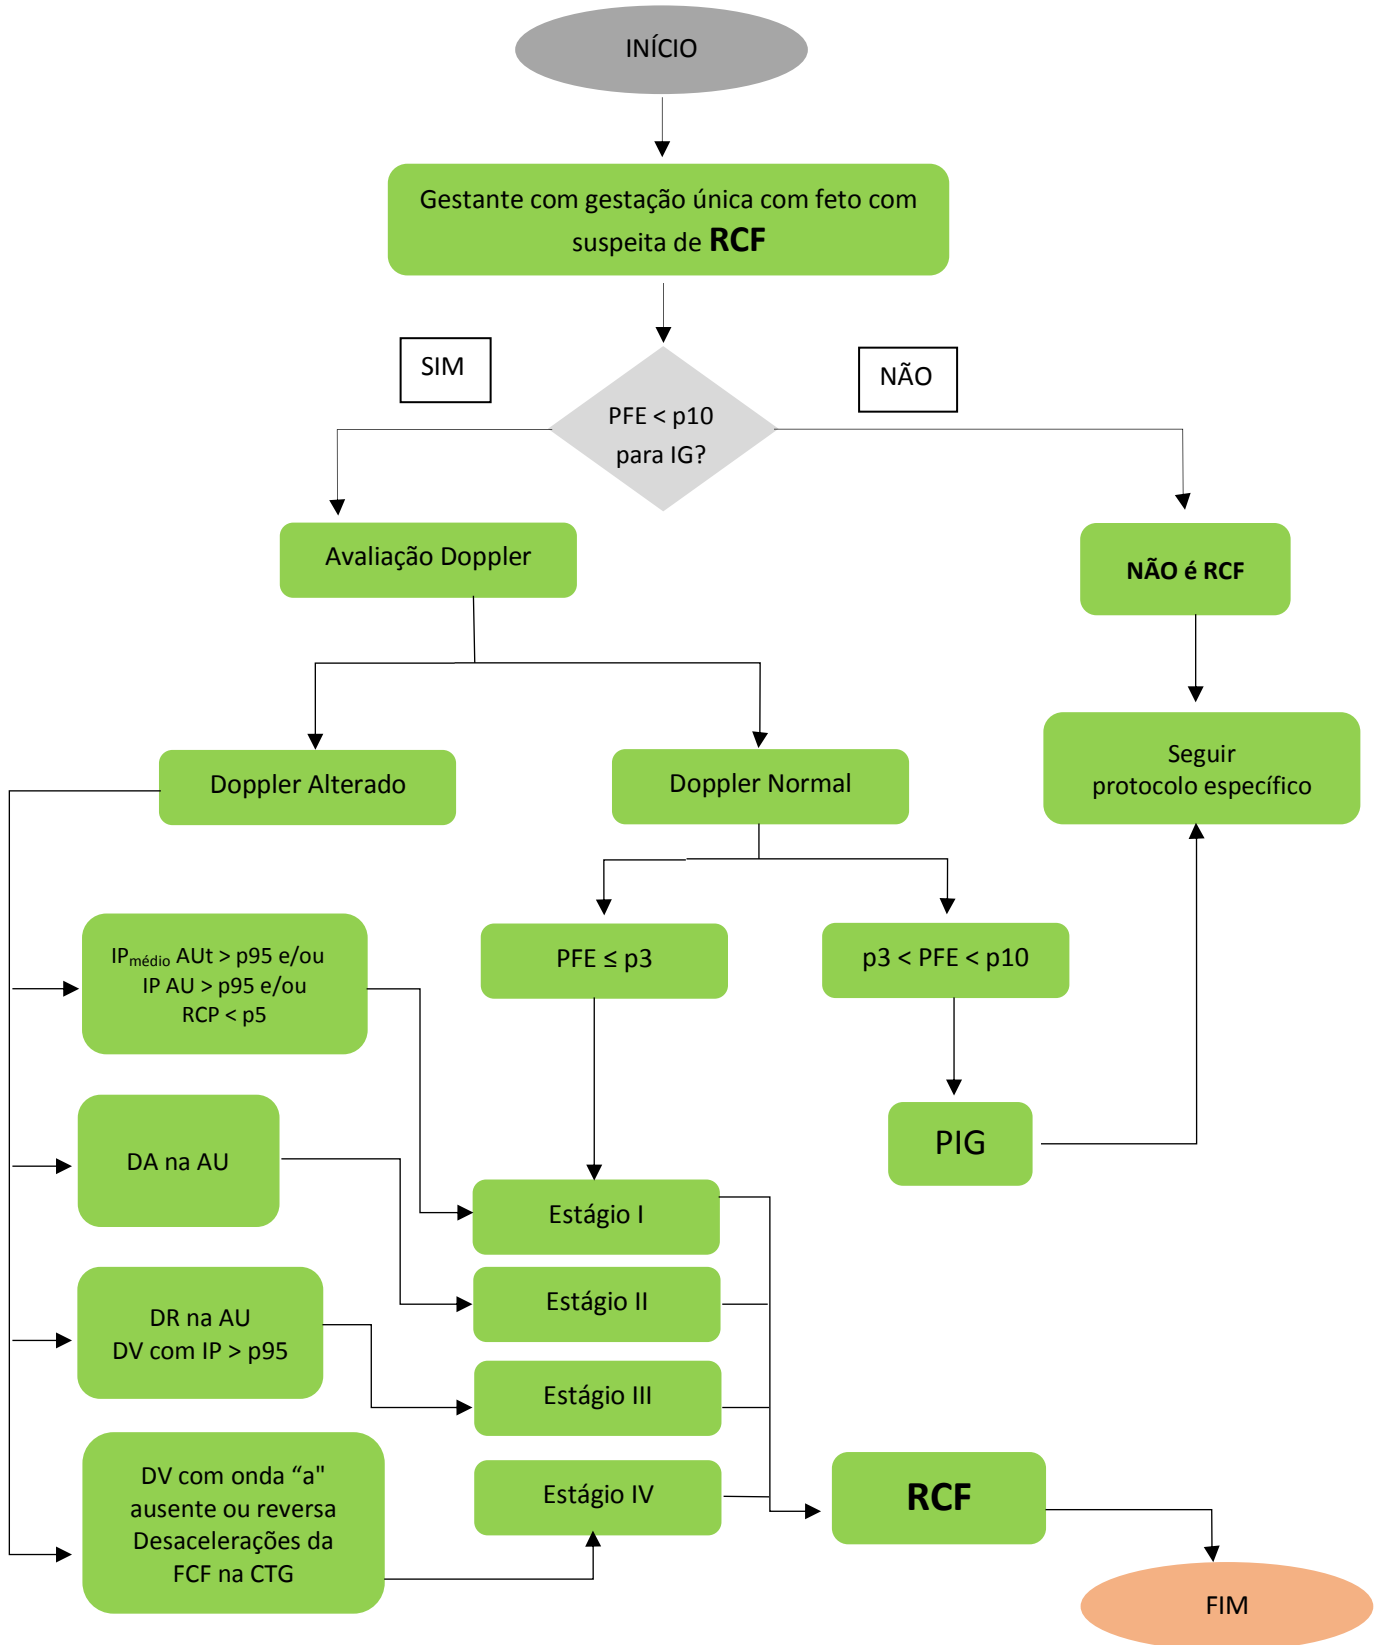 INÍCIO
Gestante com gestação única com feto com
suspeita de RCF
SIM
NÃO
PFE < p10
para IG?
Avaliação Doppler
NÃO é RCF
Doppler Alterado
Doppler Normal
Seguir
protocolo específico
IPmédio AUt > p95 e/ou
IP AU > p95 e/ou
RCP < p5
PFE ≤ p3
p3 < PFE < p10
DA na AU
PIG
Estágio I
DR na AU
DV com IP > p95
Estágio II
Estágio III
DV com onda “a"
ausente ou reversa
Desacelerações da
FCF na CTG
Estágio IV
RCF
FIM